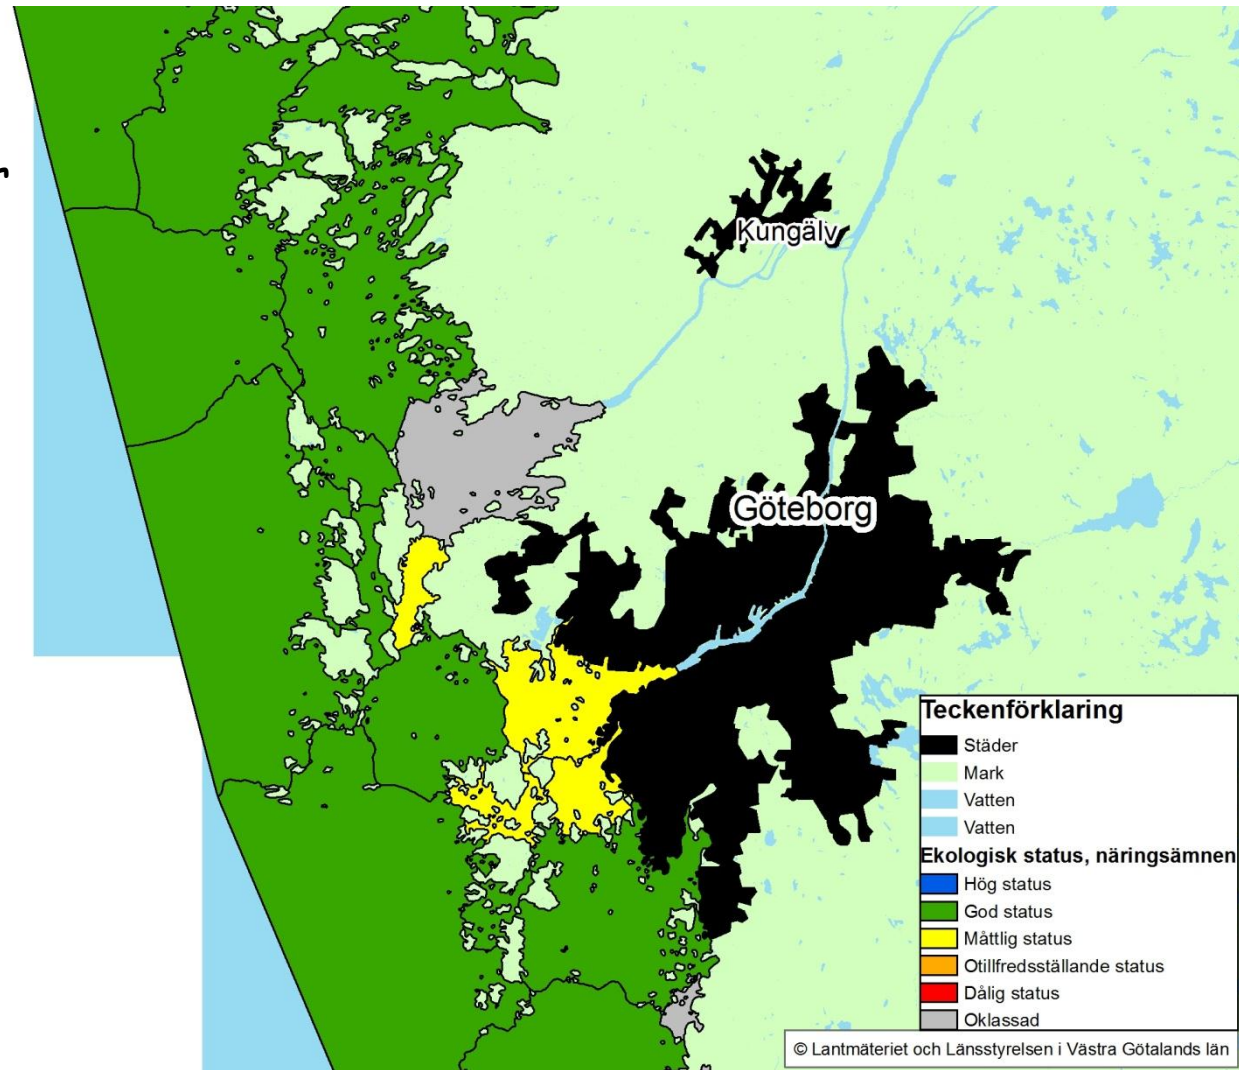 Kungälv
Göteborg
Teckenförklaring
Städer
Mark
Vatten
Vatten
Ekologisk status, näringsämnen
Hög status
God status
Måttlig status
Otillfredsställande status
Dålig status
Oklassad
© Lantmäteriet och Länsstyrelsen i Västra Götalands län